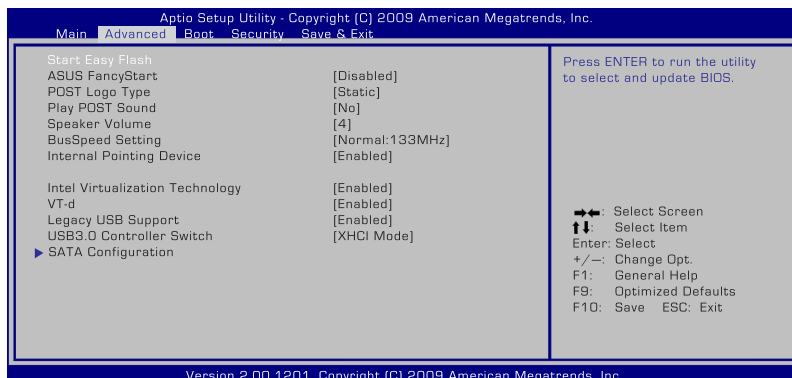 Aptio Setup Utility - Copyright (C) 2009 American Megatrends, Inc.
Main Advanced Boot Security Save & Exit
Start Easy Flash
ASUS FancyStart [Disabled]
POST Logo Type [Static]
Play POST Sound [No]
Speaker Volume [4]
BusSpeed Setting [Normal:133MHz]
Internal Pointing Device [Enabled]
Intel Virtualization Technology [Enabled]
VT-d [Enabled]
Legacy USB Support [Enabled]
USB3.0 Controller Switch [XHCI Mode]
SATA Configuration
Press ENTER to run the utility
to select and update BIOS.
→←: Select Screen
↑↓: Select Item
Enter: Select
+/—: Change Opt.
F1: General Help
F9: Optimized Defaults
F10: Save ESC: Exit
Version 2.00.1201. Copyright (C) 2009 American Megatrends, Inc.